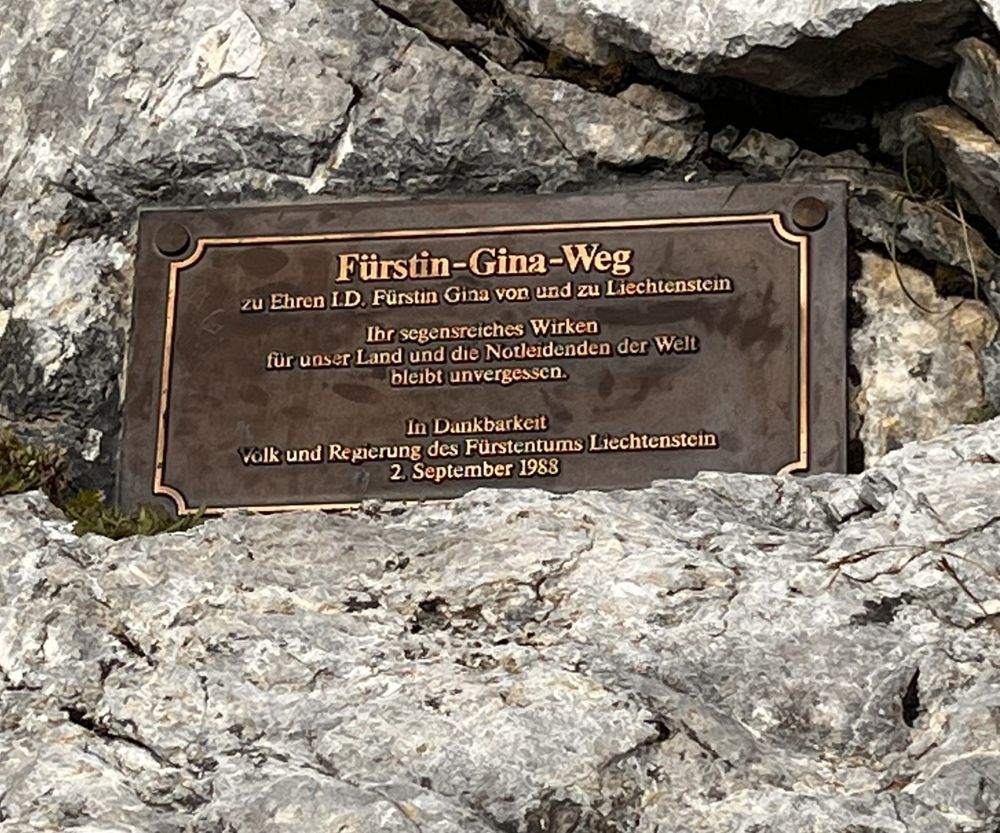 Fürstin-Gina-Weg
zu Ehren I.D. Fürstin Gina von und zu Liechtenstein
Ihr segensreiches Wirken
für unser Land und die Notleidenden der Welt
bleibt unvergessen.
In Dankbarkeit
Volk und Regierung des Fürstentums Liechtenstein
2. September 1988